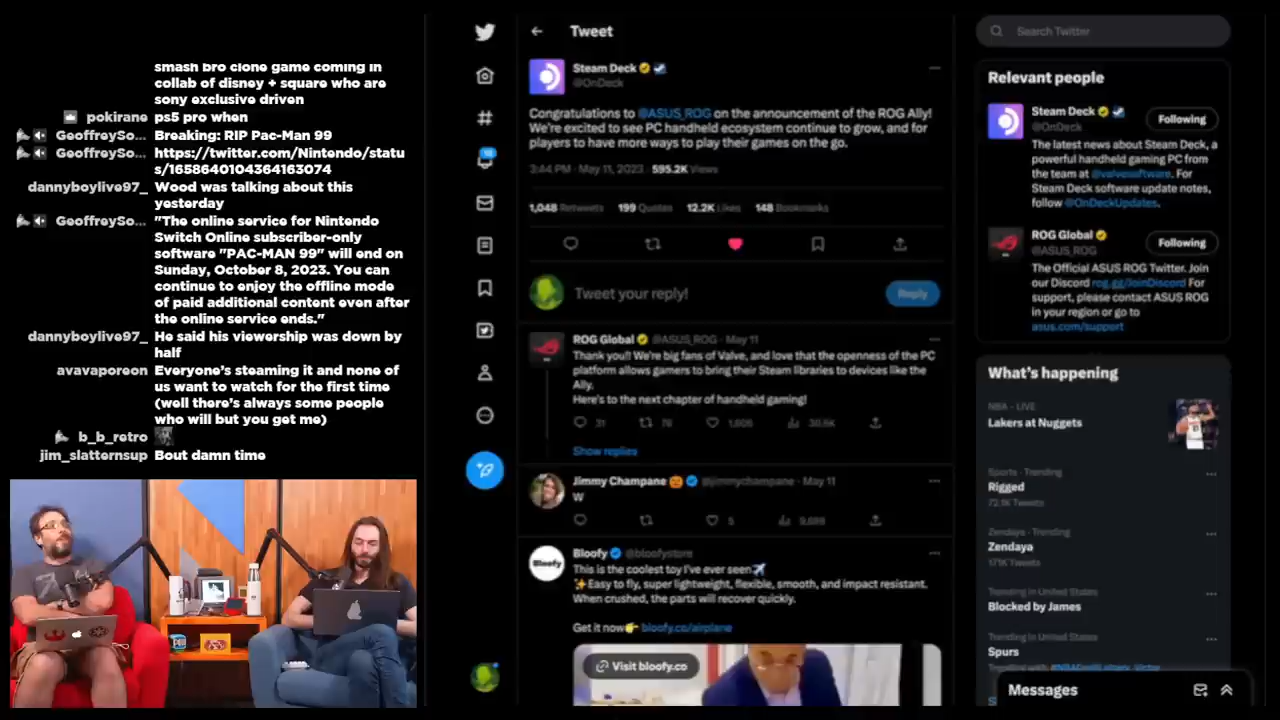 smash bro clone game coming in
collab of disney + square who are
sony exclusive driven
pokirane ps5 pro when
GeoffreySo... Breaking: RIP Pac-Man 99
GeoffreySo... https://twitter.com/Nintendo/statu
s/1658640104364163074
dannyboylive97_ Wood was talking about this
yesterday
GeoffreySo... "The online service for Nintendo
Switch Online subscriber-only
software "PAC-MAN 99" will end on
Sunday, October 8, 2023. You can
continue to enjoy the offline mode
of paid additional content even after
the online service ends."
dannyboylive97_ He said his viewership was down by
half
avavaporeon Everyone's steaming it and none of
us want to watch for the first time
(well there's always some people
who will but you get me)
b_b_retro
jim_slatternsup Bout damn time
Tweet
Steam Deck
@OnDeck
Congratulations to @ASUS_ROG on the announcement of the ROG Ally!
We're excited to see PC handheld ecosystem continue to grow, and for
players to have more ways to play their games on the go.
3:44 PM · May 11, 2023 · 595.2K Views
1,048 Retweets 199 Quotes 12.2K Likes 148 Bookmarks
Tweet your reply!
Reply
ROG Global @ASUS_ROG · May 11
Thank you!! We're big fans of Valve, and love that the openness of the PC
platform allows gamers to bring their Steam libraries to devices like the
Ally.
Here's to the next chapter of handheld gaming!
31 76 1,606 30.5K
Show replies
Jimmy Champane @jimmychampane · May 11
W
5 9,686
Bloofy @bloofystore
Bloofy
This is the coolest toy I've ever seen
Easy to fly, super lightweight, flexible, smooth, and impact resistant.
When crushed, the parts will recover quickly.
Get it now bloofy.co/airplane
Visit bloofy.co
Search Twitter
Relevant people
Steam Deck
@OnDeck
Following
The latest news about Steam Deck, a
powerful handheld gaming PC from
the team at @valvesoftware. For
Steam Deck software update notes,
follow @OnDeckUpdates.
ROG Global
@ASUS_ROG
Following
The Official ASUS ROG Twitter. Join
our Discord rog.gg/JoinDiscord For
support, please contact ASUS ROG
in your region or go to
asus.com/support
What's happening
NBA · LIVE
Lakers at Nuggets
Sports · Trending
Rigged
72.1K Tweets
Zendaya · Trending
Zendaya
171K Tweets
Trending in United States
Blocked by James
Trending in United States
Spurs
Trending with
Messages